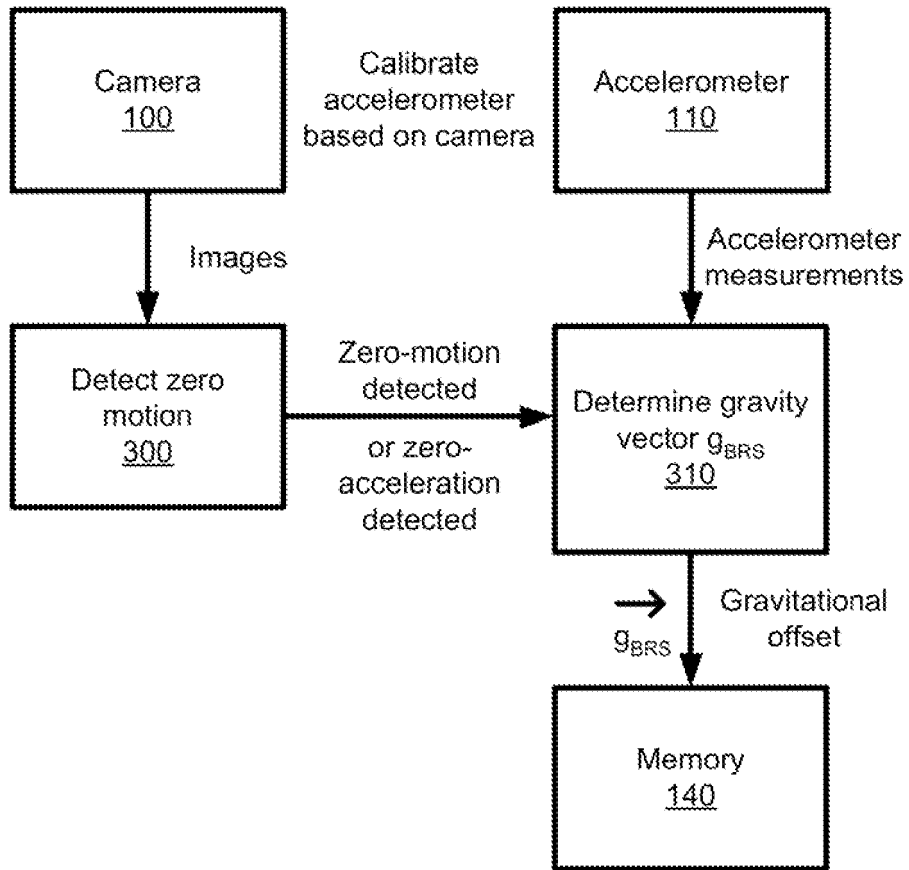 Camera
100
Calibrate
accelerometer
based on camera
Accelerometer
110
Images
Accelerometer
measurements
Detect zero
motion
300
Zero-motion
detected
or zero-
acceleration
detected
Determine gravity
vector gBRS
310
gBRS
Gravitational
offset
Memory
140